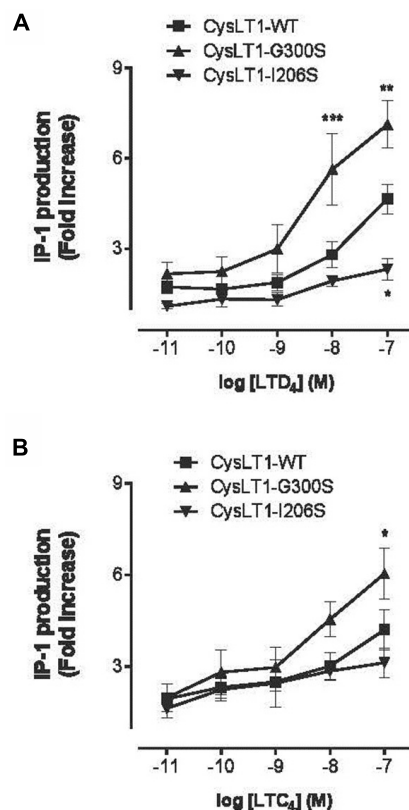 A
CysLT1-WT
CysLT1-G300S
CysLT1-I206S
9
6
3
IP-1 production
(Fold Increase)
***
**
*
-11 -10 -9 -8 -7
log [LTD₄] (M)
B
CysLT1-WT
CysLT1-G300S
CysLT1-I206S
9
6
3
IP-1 production
(Fold Increase)
*
-11 -10 -9 -8 -7
log [LTC₄] (M)